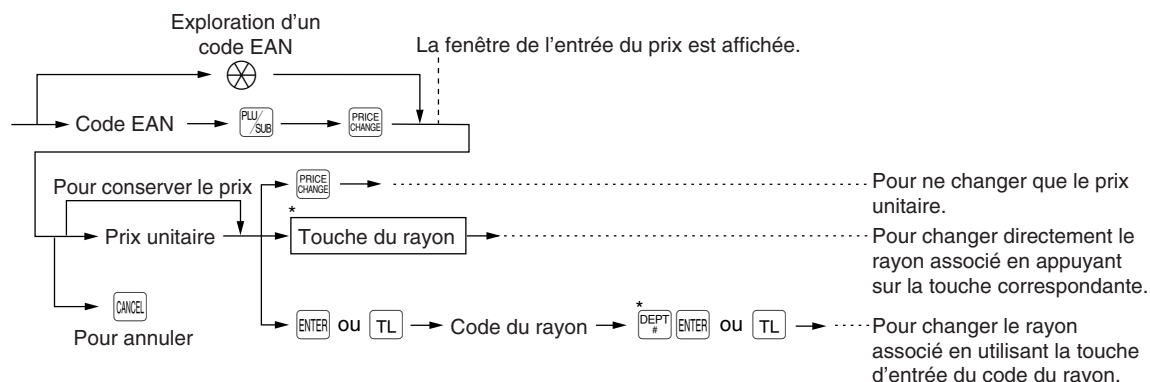 Exploration d'un
code EAN
La fenêtre de l'entrée du prix est affichée.
Code EAN PLU/SUB PRICE CHANGE
Pour conserver le prix PRICE CHANGE Pour ne changer que le prix
unitaire.
*
Prix unitaire Touche du rayon Pour changer directement le
rayon associé en appuyant
sur la touche correspondante.
CANCEL
Pour annuler
*
ENTER ou TL Code du rayon DEPT # ENTER ou TL Pour changer le rayon
associé en utilisant la touche
d'entrée du code du rayon.